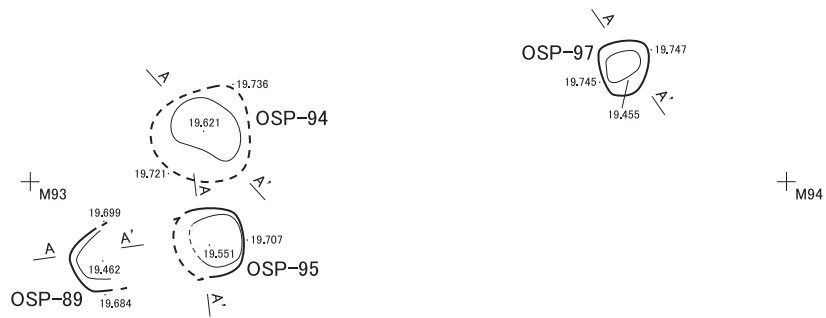 A
OSP-97
19.747
19.745
A'
19.455
A
19.736
OSP-94
19.621
19.721
A
A'
M93
M94
19.699
A
A'
19.707
19.551
19.462
OSP-95
OSP-89
19.684
A'